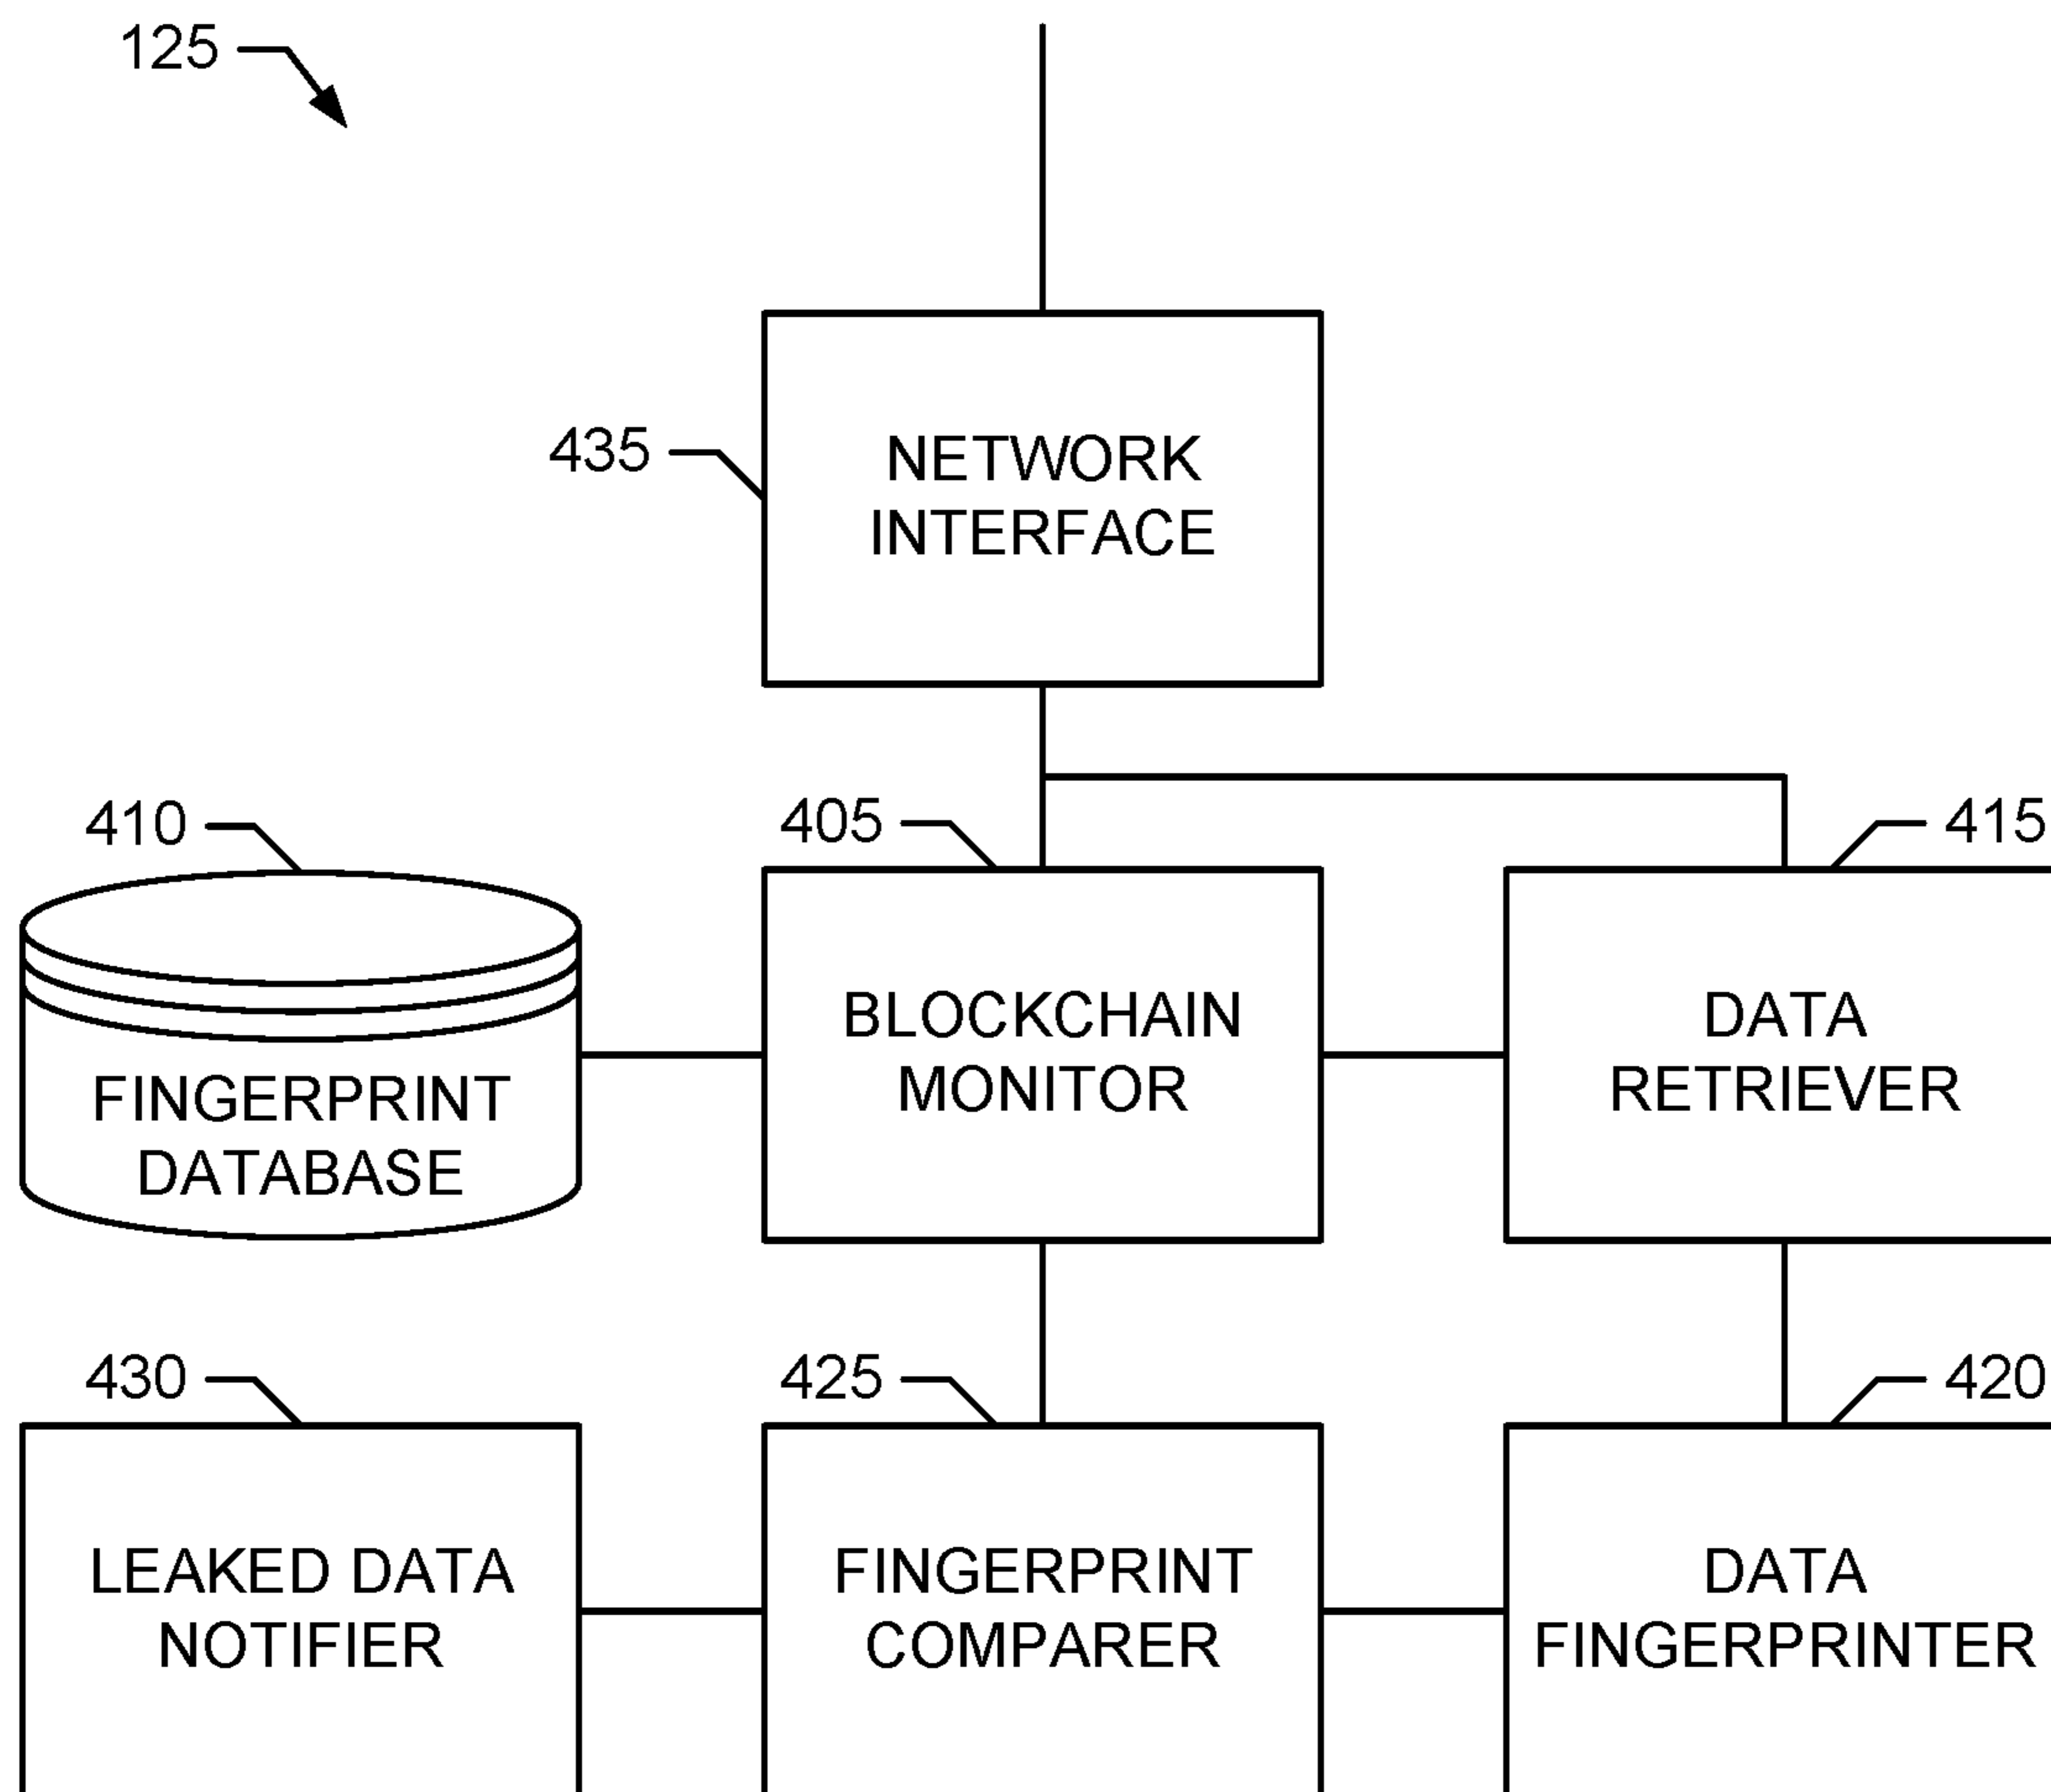 125
435
NETWORK
INTERFACE
410
405
415
FINGERPRINT
DATABASE
BLOCKCHAIN
MONITOR
DATA
RETRIEVER
430
425
420
LEAKED DATA
NOTIFIER
FINGERPRINT
COMPARER
DATA
FINGERPRINTER